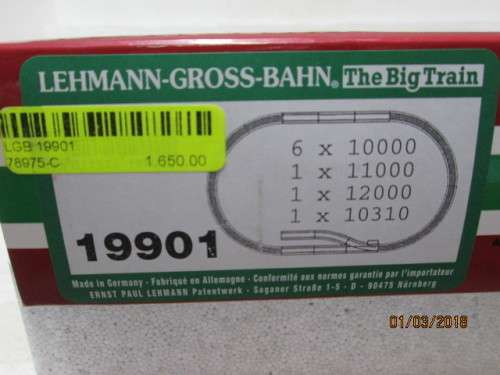 LEHMANN-GROSS-BAHN® The Big Train
LGB 19901
78975-C 1.650.00
6 x 10000
1 x 11000
1 x 12000
1 x 10310
19901
Made in Germany · Fabriqué en Allemagne · Conformité aux normes garantie par l'importateur
ERNST PAUL LEHMANN Patentwerk · Saganer Straße 1-5 · D - 90475 Nürnberg
01/03/2018